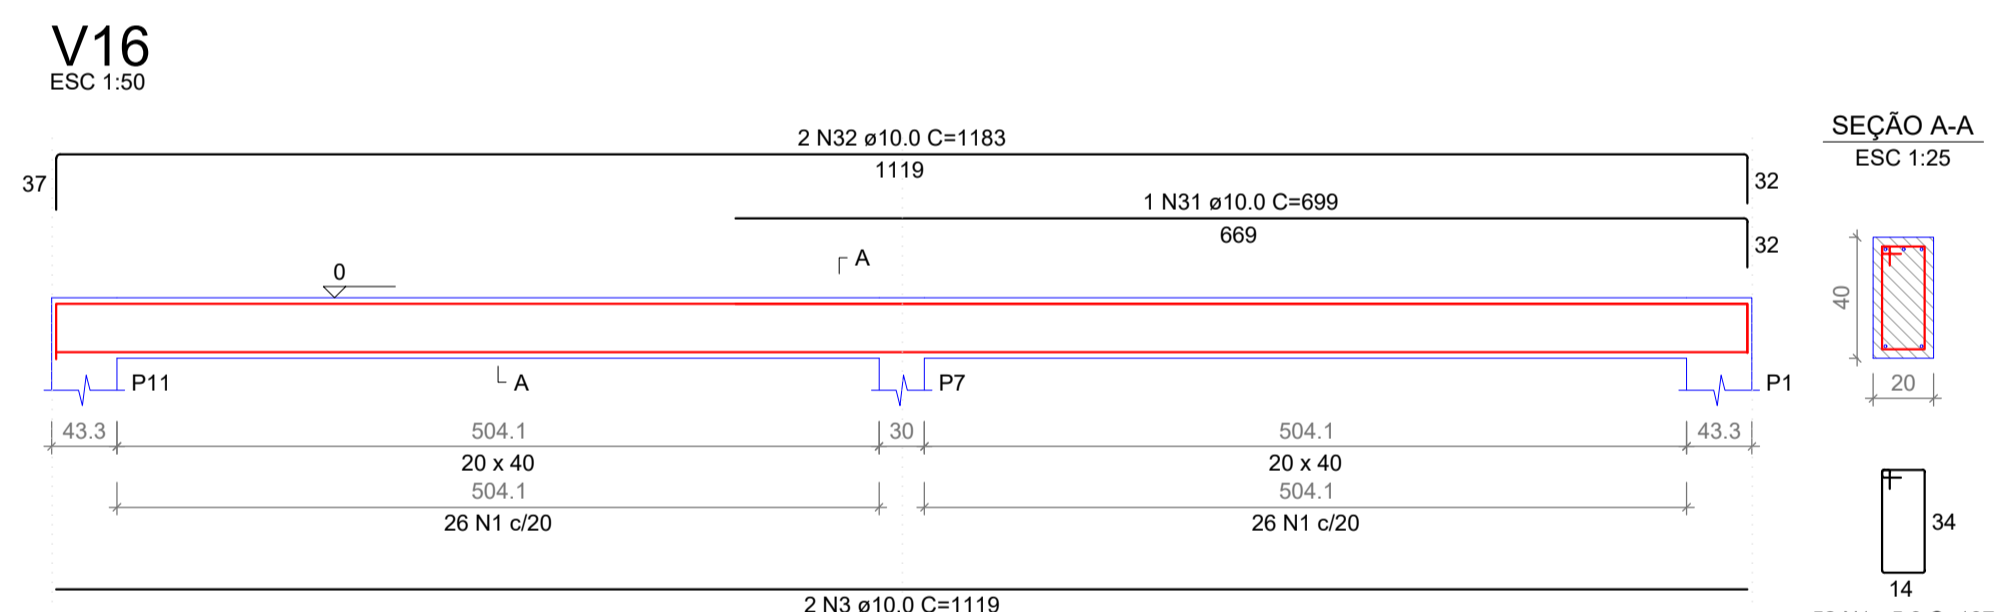 V16
ESC 1:50
2 N32 ø10.0 C=1183
1119
37
32
1 N31 ø10.0 C=699
669
32
SEÇÃO A-A
ESC 1:25
A
0
40
20
P11
A
P7
P1
43.3
504.1
30
504.1
43.3
20 x 40
20 x 40
504.1
504.1
26 N1 c/20
26 N1 c/20
34
14
2 N3 ø10.0 C=1119